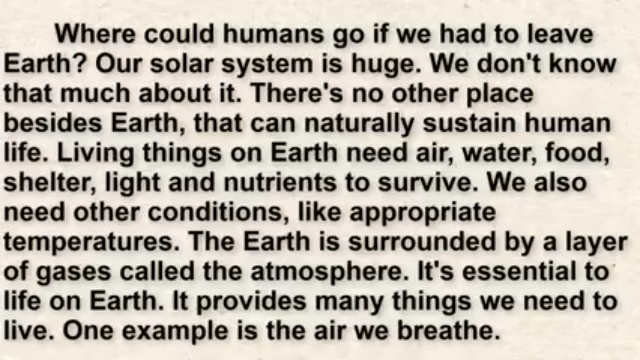 Where could humans go if we had to leave
Earth? Our solar system is huge. We don't know
that much about it. There's no other place
besides Earth, that can naturally sustain human
life. Living things on Earth need air, water, food,
shelter, light and nutrients to survive. We also
need other conditions, like appropriate
temperatures. The Earth is surrounded by a layer
of gases called the atmosphere. It's essential to
life on Earth. It provides many things we need to
live. One example is the air we breathe.